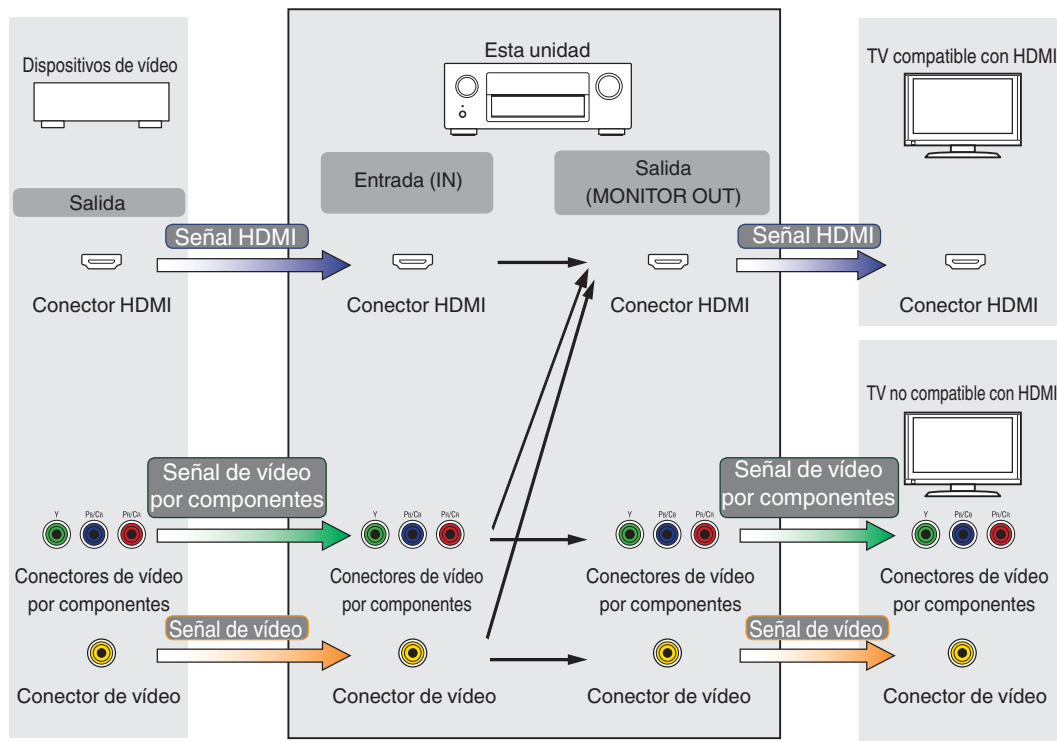 Esta unidad
Dispositivos de vídeo
TV compatible con HDMI
Entrada (IN)
Salida
(MONITOR OUT)
Salida
Señal HDMI
Señal HDMI
Conector HDMI
Conector HDMI
Conector HDMI
Conector HDMI
TV no compatible con HDMI
Señal de vídeo
por componentes
Señal de vídeo
por componentes
Y PB/CB PR/CR
Y PB/CB PR/CR
Y PB/CB PR/CR
Y PB/CB PR/CR
Conectores de vídeo
por componentes
Conectores de vídeo
por componentes
Conectores de vídeo
por componentes
Conectores de vídeo
por componentes
Señal de vídeo
Señal de vídeo
Conector de vídeo
Conector de vídeo
Conector de vídeo
Conector de vídeo